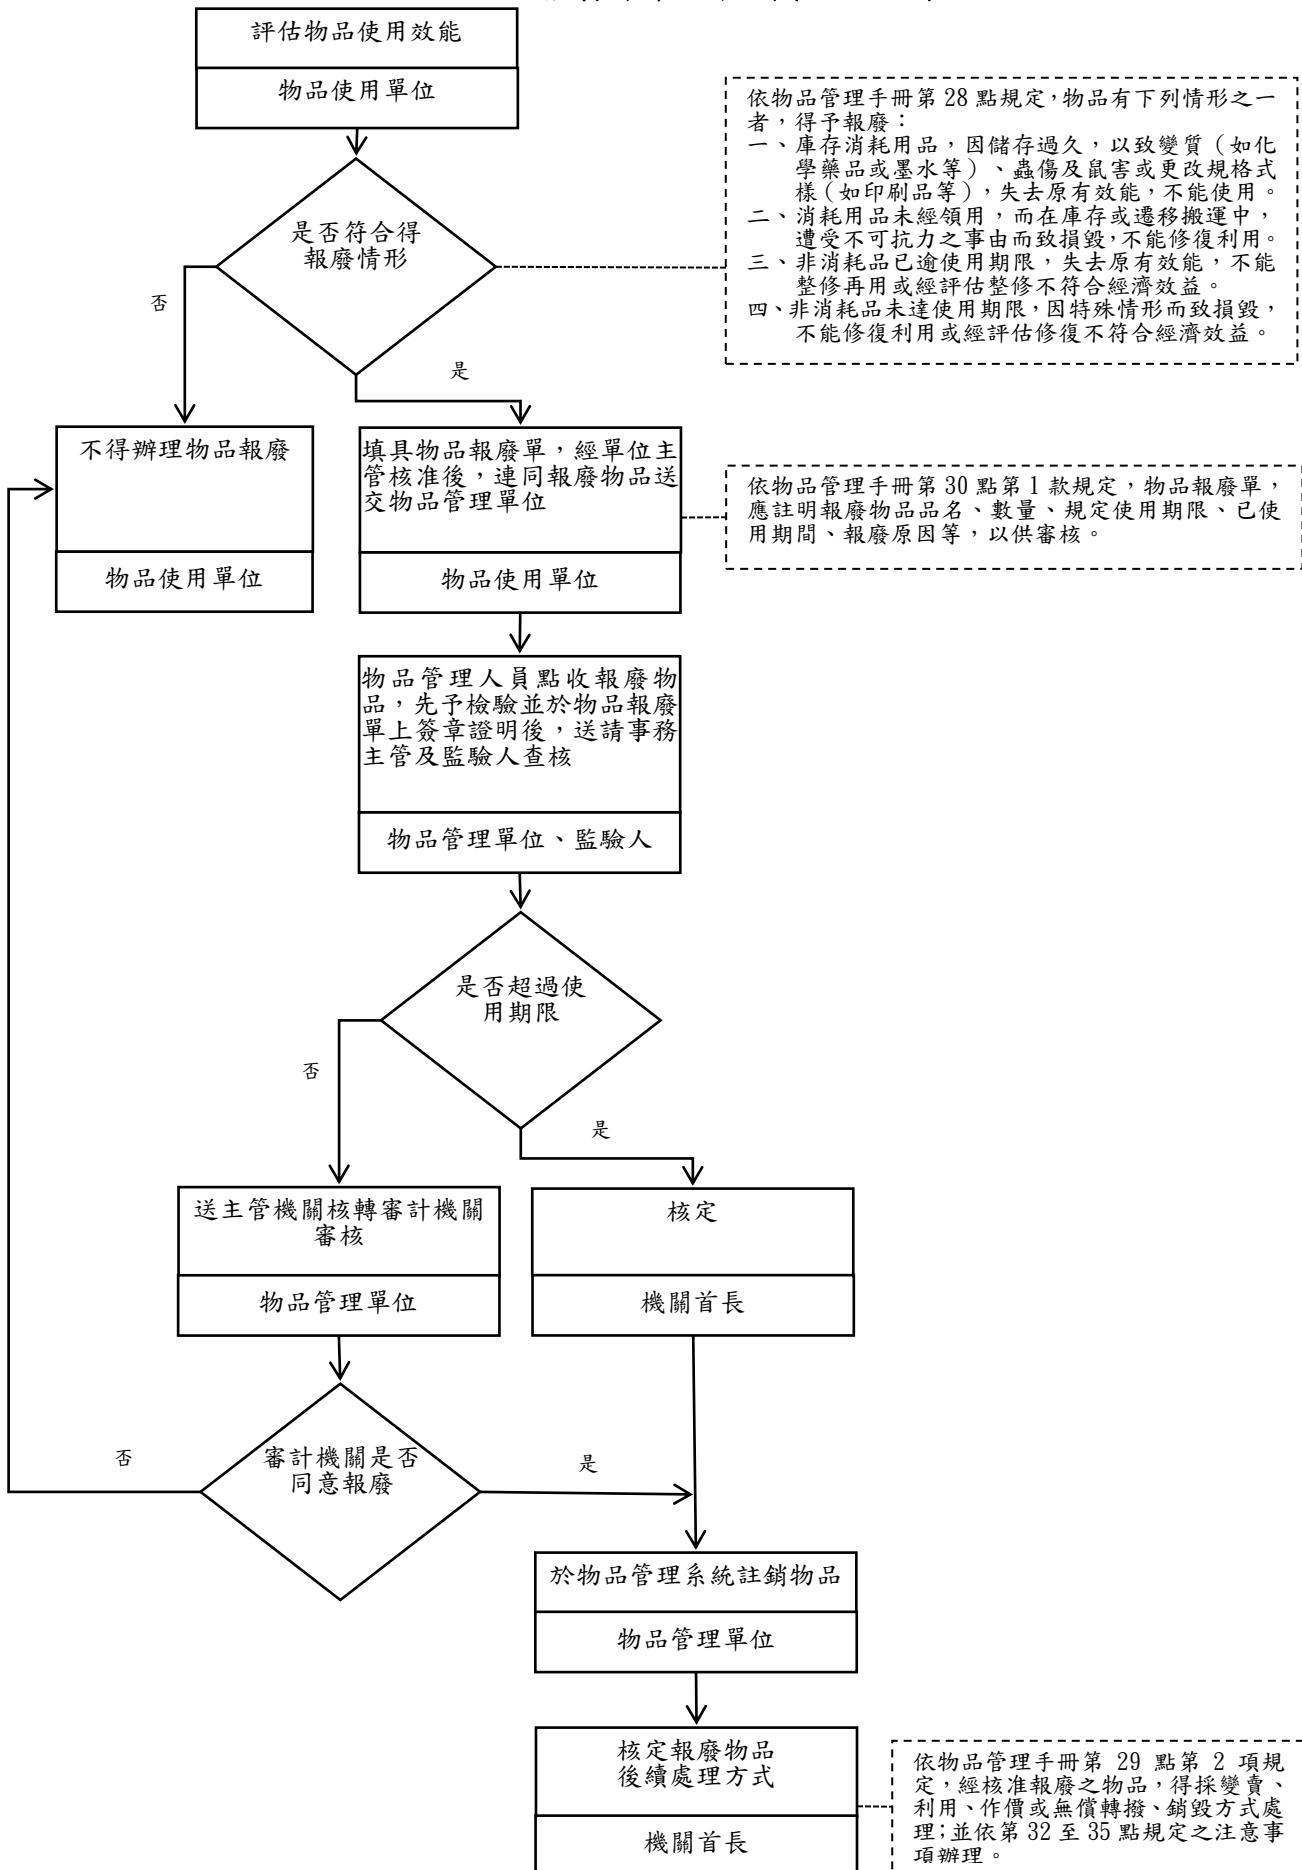 評估物品使用效能
物品使用單位
依物品管理手冊第 28 點規定，物品有下列情形之一
者，得予報廢：
一、庫存消耗用品，因儲存過久，以致變質（如化
學藥品或墨水等）、蟲傷及鼠害或更改規格式
樣（如印刷品等），失去原有效能，不能使用。
二、消耗用品未經領用，而在庫存或遷移搬運中，
遭受不可抗力之事由而致損毀，不能修復利用。
三、非消耗品已逾使用期限，失去原有效能，不能
整修再用或經評估整修不符合經濟效益。
四、非消耗品未達使用期限，因特殊情形而致損毀，
不能修復利用或經評估修復不符合經濟效益。
是否符合得
報廢情形
否
是
不得辦理物品報廢
物品使用單位
填具物品報廢單，經單位主
管核准後，連同報廢物品送
交物品管理單位
物品使用單位
依物品管理手冊第 30 點第 1 款規定，物品報廢單，
應註明報廢物品品名、數量、規定使用期限、已使
用期間、報廢原因等，以供審核。
物品管理人員點收報廢物
品，先予檢驗並於物品報廢
單上簽章證明後，送請事務
主管及監驗人查核
物品管理單位、監驗人
是否超過使
用期限
否
是
送主管機關核轉審計機關
審核
物品管理單位
核定
機關首長
審計機關是否
同意報廢
否
是
於物品管理系統註銷物品
物品管理單位
核定報廢物品
後續處理方式
機關首長
依物品管理手冊第 29 點第 2 項規
定，經核准報廢之物品，得採變賣、
利用、作價或無償轉撥、銷毀方式處
理；並依第 32 至 35 點規定之注意事
項辦理。